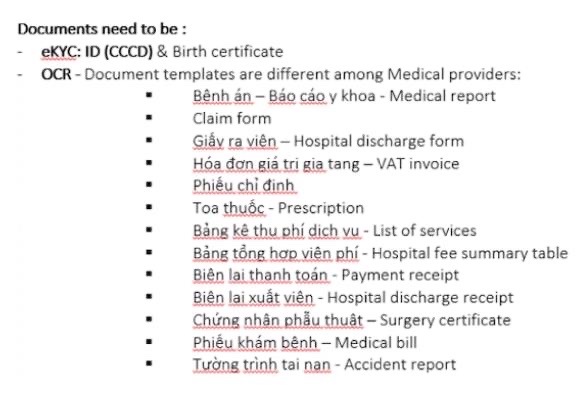 Documents need to be :
- eKYC: ID (CCCD) & Birth certificate
- OCR - Document templates are different among Medical providers:
▪ Bệnh án – Báo cáo y khoa - Medical report
▪ Claim form
▪ Giấy ra viện – Hospital discharge form
▪ Hóa đơn giá trị gia tang – VAT invoice
▪ Phiếu chỉ định
▪ Toa thuốc - Prescription
▪ Bảng kê thu phí dịch vụ - List of services
▪ Bảng tổng hợp viện phí - Hospital fee summary table
▪ Biên lai thanh toán - Payment receipt
▪ Biên lai xuất viện - Hospital discharge receipt
▪ Chứng nhân phẫu thuật – Surgery certificate
▪ Phiếu khám bệnh – Medical bill
▪ Tường trình tai nạn - Accident report